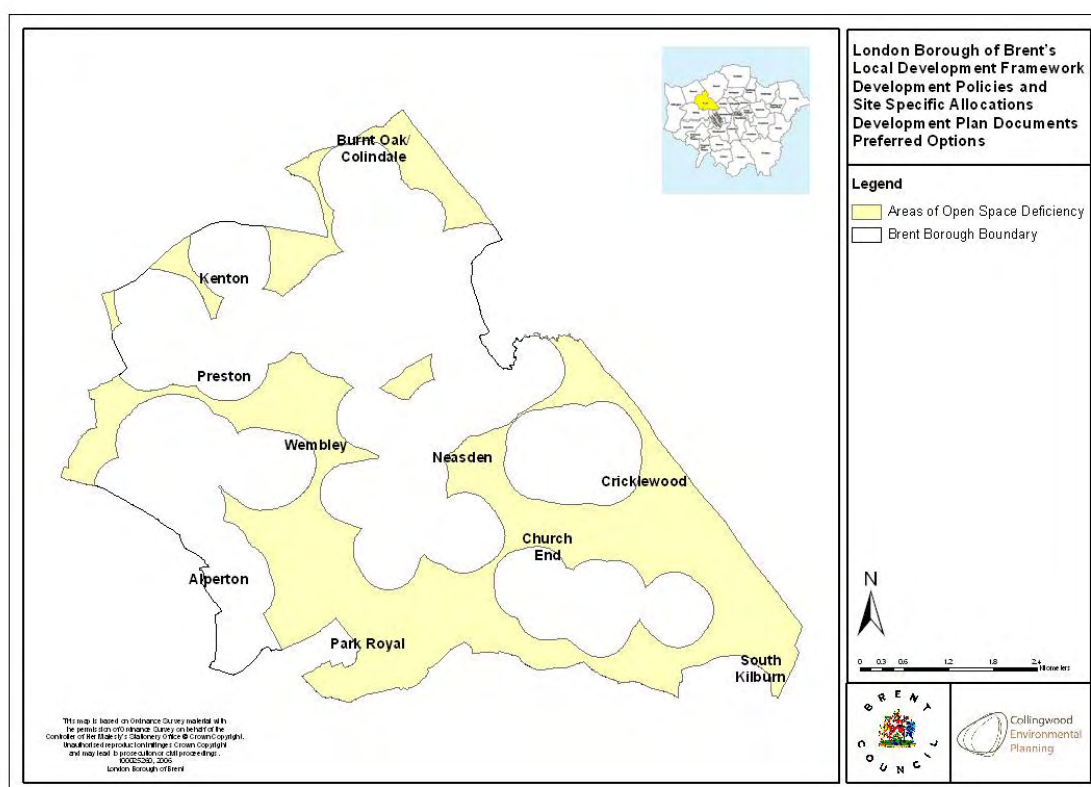 London Borough of Brent's
Local Development Framework
Development Policies and
Site Specific Allocations
Development Plan Documents
Preferred Options
Legend
Areas of Open Space Deficiency
Brent Borough Boundary
Burnt Oak/
Colindale
Kenton
Preston
Wembley
Neasden
Cricklewood
Church
End
Alperton
Park Royal
South
Kilburn
N
0 0.3 0.6 1.2 1.8 2.4
Kilometers
This map is based on Ordnance Survey material with
the permission of Ordnance Survey on behalf of the
Controller of Her Majesty's Stationery Office © Crown Copyright.
Unauthorised reproduction infringes Crown Copyright
and may lead to prosecution or civil proceedings.
London Borough of Brent
BRENT
COUNCIL
Collingwood
Environmental
Planning